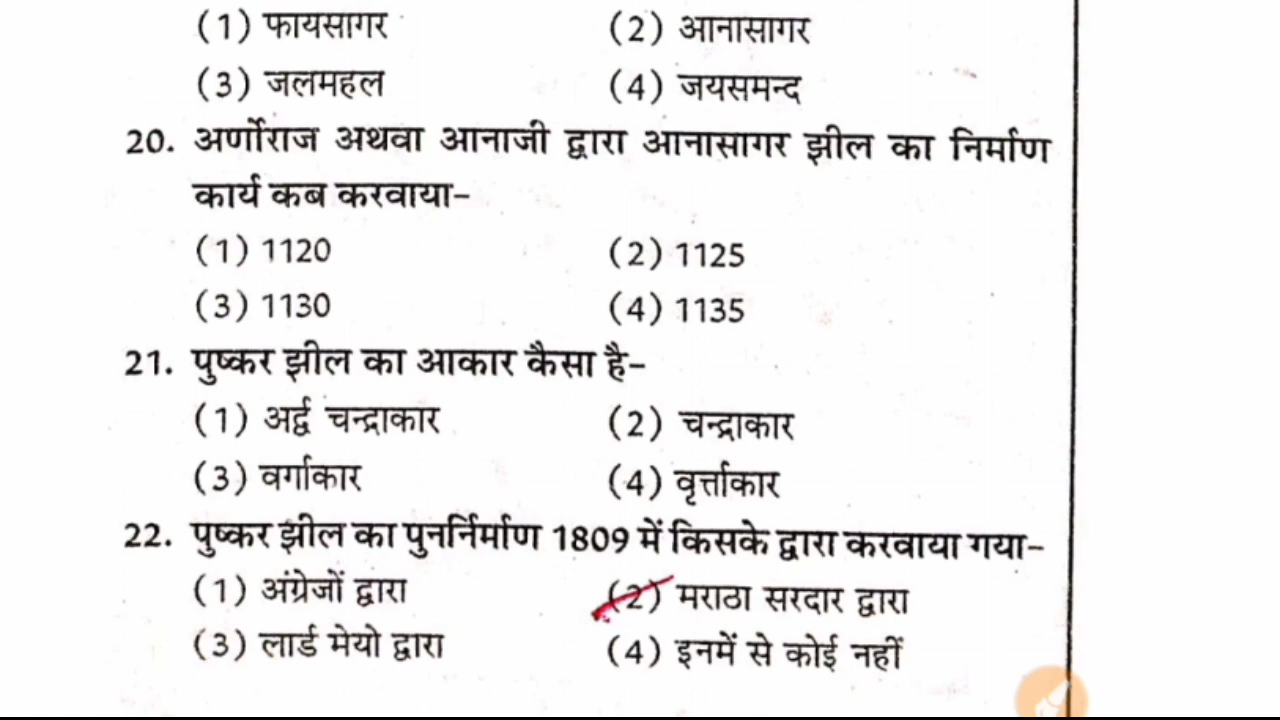 (1) फायसागर (2) आनासागर
(3) जलमहल (4) जयसमन्द
20. अर्णोराज अथवा आनाजी द्वारा आनासागर झील का निर्माण
कार्य कब करवाया-
(1) 1120 (2) 1125
(3) 1130 (4) 1135
21. पुष्कर झील का आकार कैसा है-
(1) अर्द्व चन्द्राकार (2) चन्द्राकार
(3) वर्गाकार (4) वृर्त्ताकार
22. पुष्कर झील का पुनर्निर्माण 1809 में किसके द्वारा करवाया गया-
(1) अंग्रेजों द्वारा (2) मराठा सरदार द्वारा
(3) लार्ड मेयो द्वारा (4) इनमें से कोई नहीं